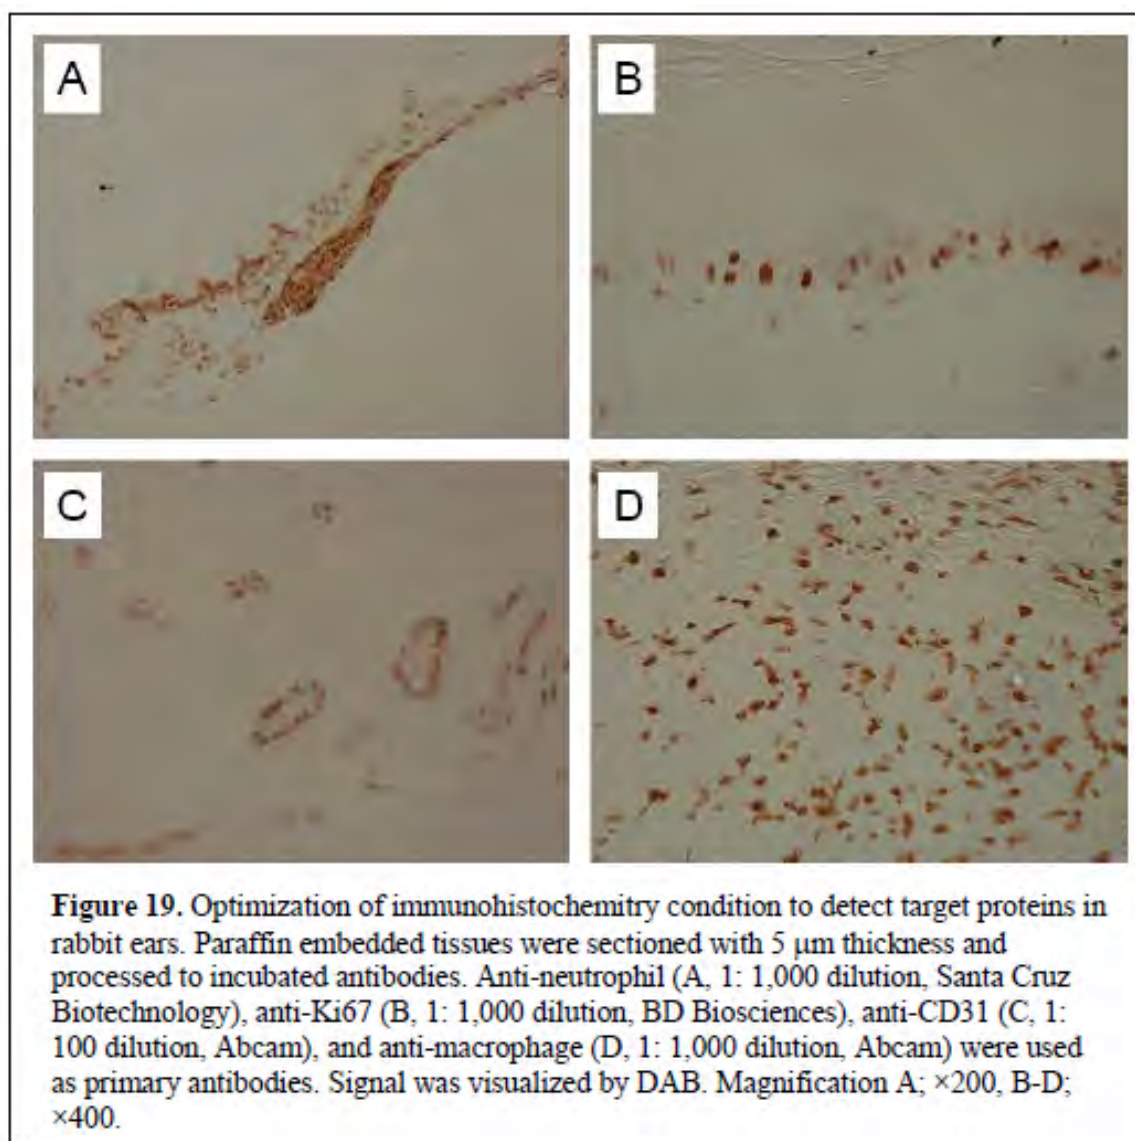 A
B
C
D
Figure 19. Optimization of immunohistochemitry condition to detect target proteins in
rabbit ears. Paraffin embedded tissues were sectioned with 5 μm thickness and
processed to incubated antibodies. Anti-neutrophil (A, 1: 1,000 dilution, Santa Cruz
Biotechnology), anti-Ki67 (B, 1: 1,000 dilution, BD Biosciences), anti-CD31 (C, 1:
100 dilution, Abcam), and anti-macrophage (D, 1: 1,000 dilution, Abcam) were used
as primary antibodies. Signal was visualized by DAB. Magnification A; ×200, B-D;
×400.